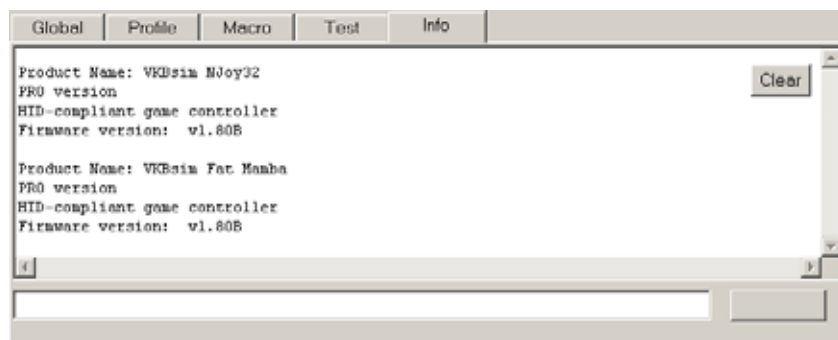 Global Profile Macro Test Info
Product Name: VKBsim NJoy32
PRO version
HID-compliant game controller
Firmware version: v1.80B
Clear
Product Name: VKBsim Fat Mamba
PRO version
HID-compliant game controller
Firmware version: v1.80B